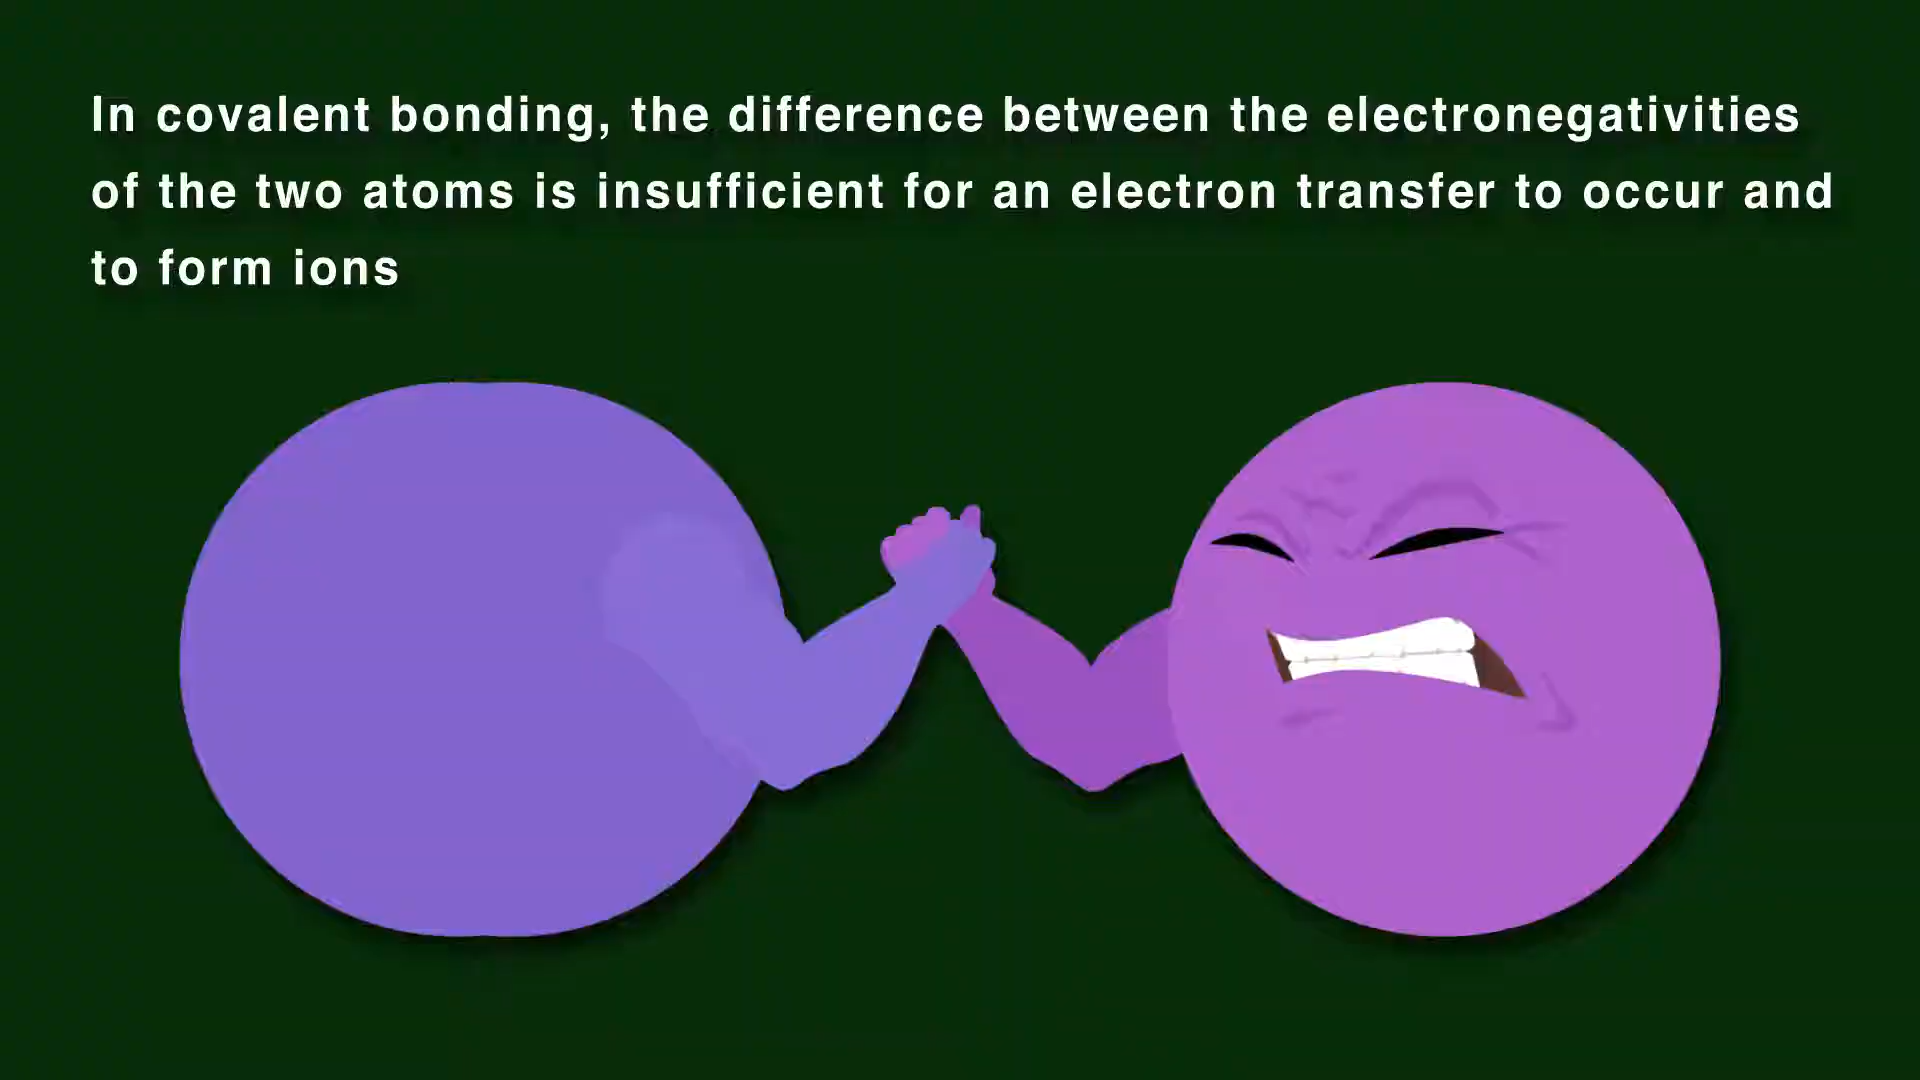 In covalent bonding, the difference between the electronegativities
of the two atoms is insufficient for an electron transfer to occur and
to form ions